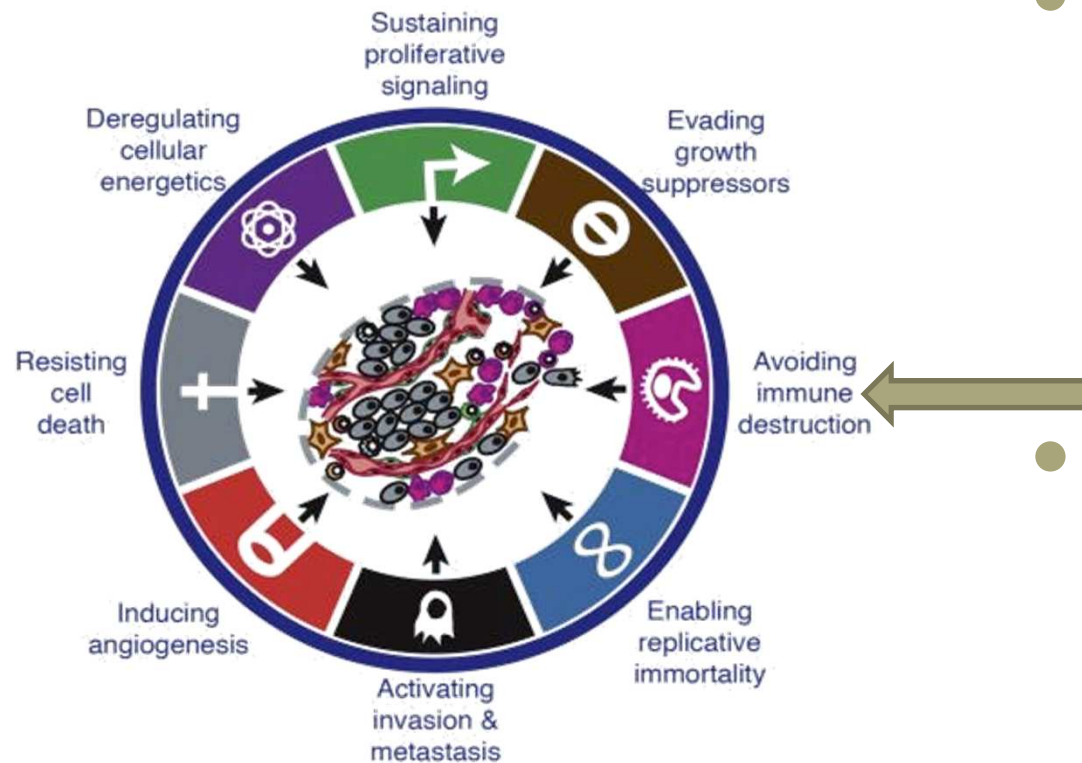 Sustaining
proliferative
signaling
Deregulating
cellular
energetics
Evading
growth
suppressors
Resisting
cell
death
Avoiding
immune
destruction
Inducing
angiogenesis
Enabling
replicative
immortality
Activating
invasion &
metastasis